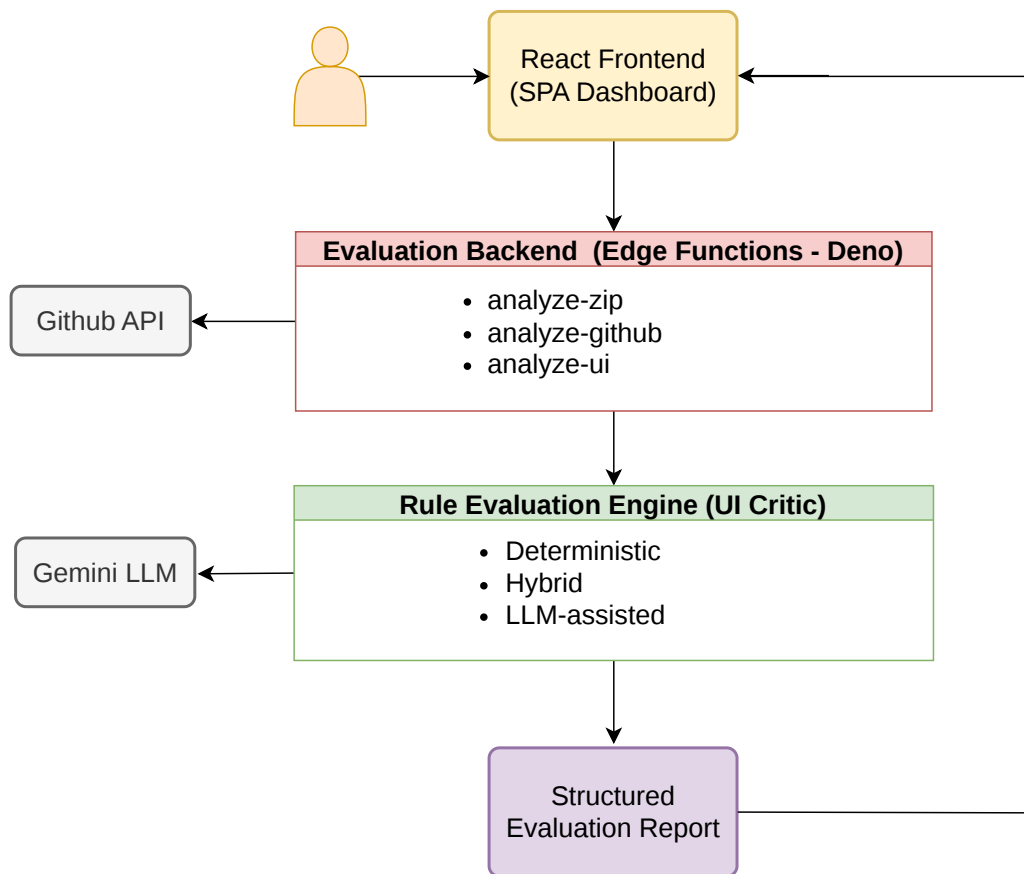 React Frontend
(SPA Dashboard)
Evaluation Backend  (Edge Functions - Deno)
• analyze-zip
• analyze-github
• analyze-ui
Github API
Rule Evaluation Engine (UI Critic)
• Deterministic
• Hybrid
• LLM-assisted
Gemini LLM
Structured
Evaluation Report